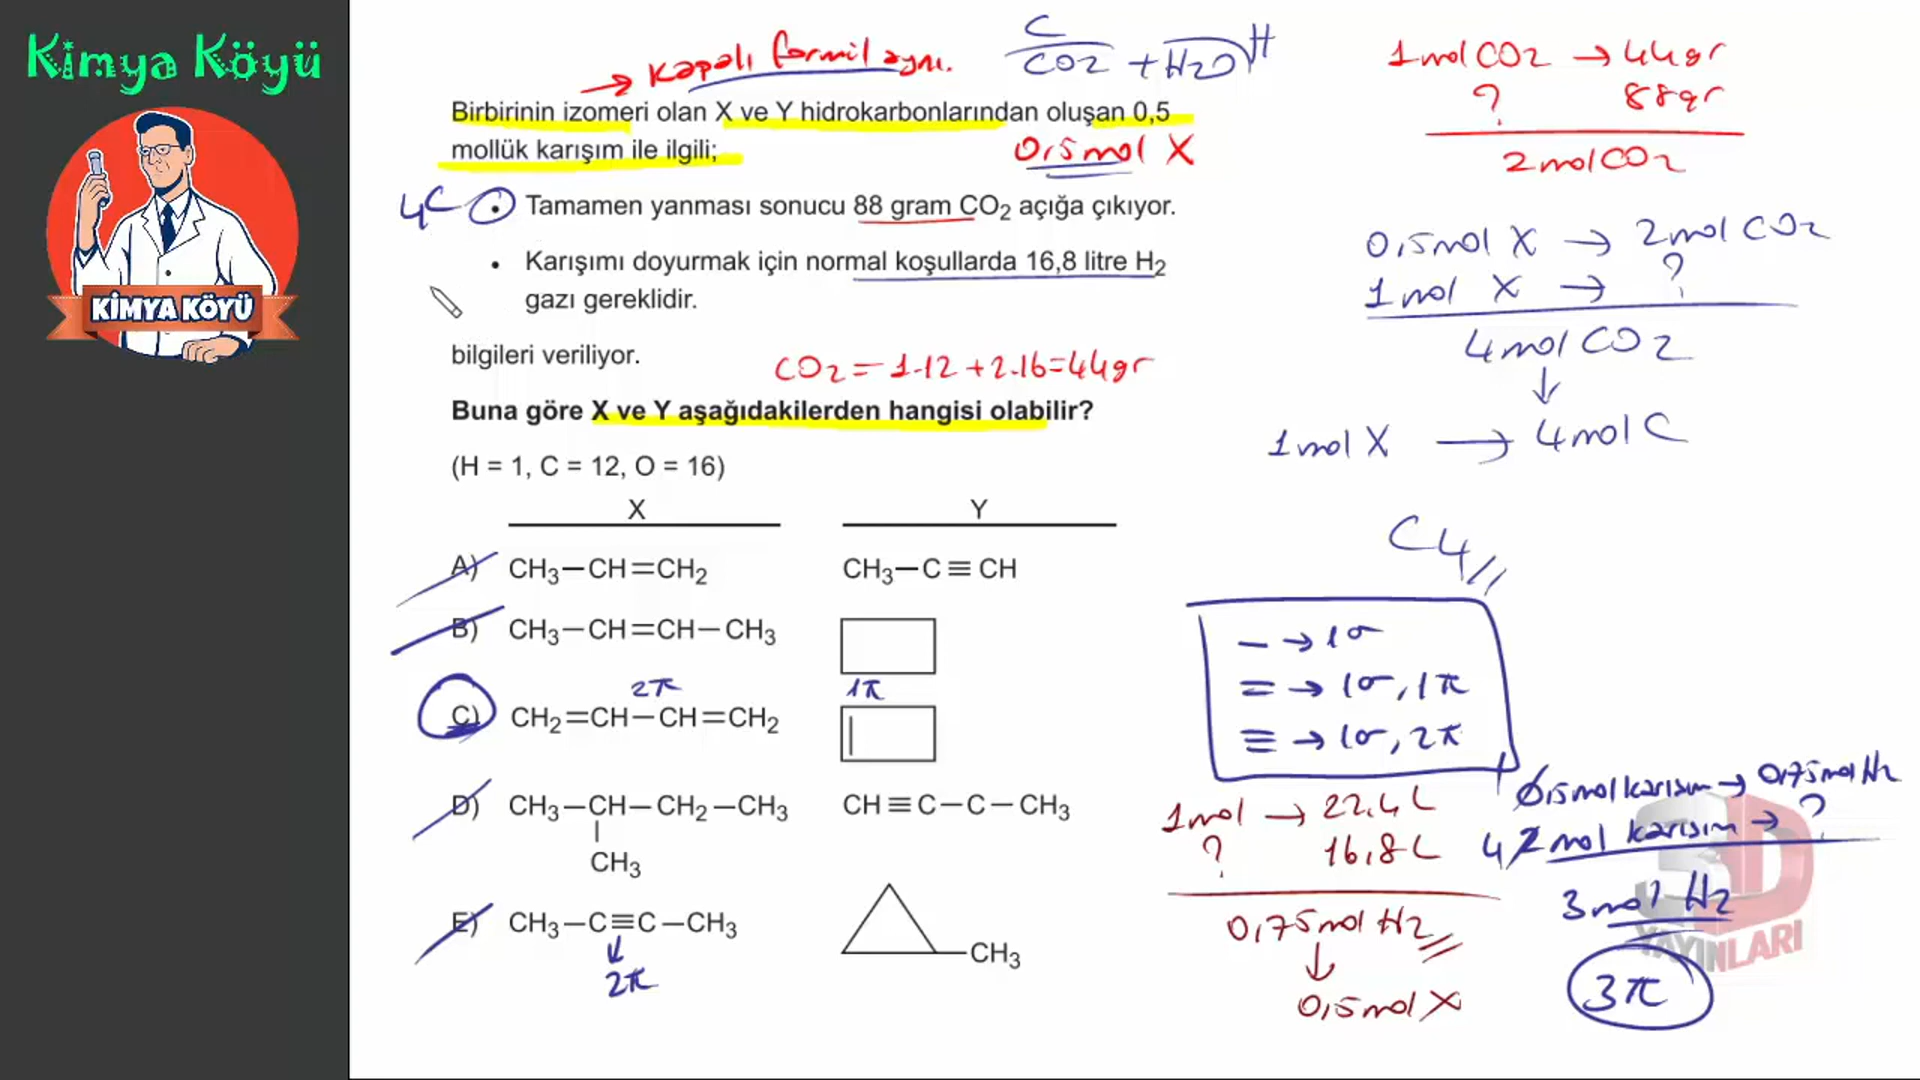 Kimya Köyü
KİMYA KÖYÜ
→ Kapalı formül aynı.
C
CO2 + H2O H
1 mol CO2 → 44gr
? 88gr
2 mol CO2
Birbirinin izomeri olan X ve Y hidrokarbonlarından oluşan 0,5
mollük karışım ile ilgili;
0,5 mol X
4C • Tamamen yanması sonucu 88 gram CO2 açığa çıkıyor.
• Karışımı doyurmak için normal koşullarda 16,8 litre H2
gazı gereklidir.
0,5 mol X → 2 mol CO2
1 mol X → ?
4 mol CO2
↓
1 mol X → 4 mol C
bilgileri veriliyor.
CO2 = 1.12 + 2.16 = 44gr
Buna göre X ve Y aşağıdakilerden hangisi olabilir?
(H = 1, C = 12, O = 16)
X Y
A) CH3–CH=CH2 CH3–C≡CH
B) CH3–CH=CH–CH3
2π 1π
C) CH2=CH–CH=CH2
D) CH3–CH–CH2–CH3 CH≡C–C–CH3
CH3
E) CH3–C≡C–CH3
CH3
↓
2π
C4
– → 1σ
= → 1σ, 1π
≡ → 1σ, 2π
1 mol → 22,4 L
? 16,8 L
0,75 mol H2
↓
0,5 mol X
0,5 mol karışım → 0,75 mol H2
2 mol karışım → ?
3 mol H2
3π
3D
YAYINLARI